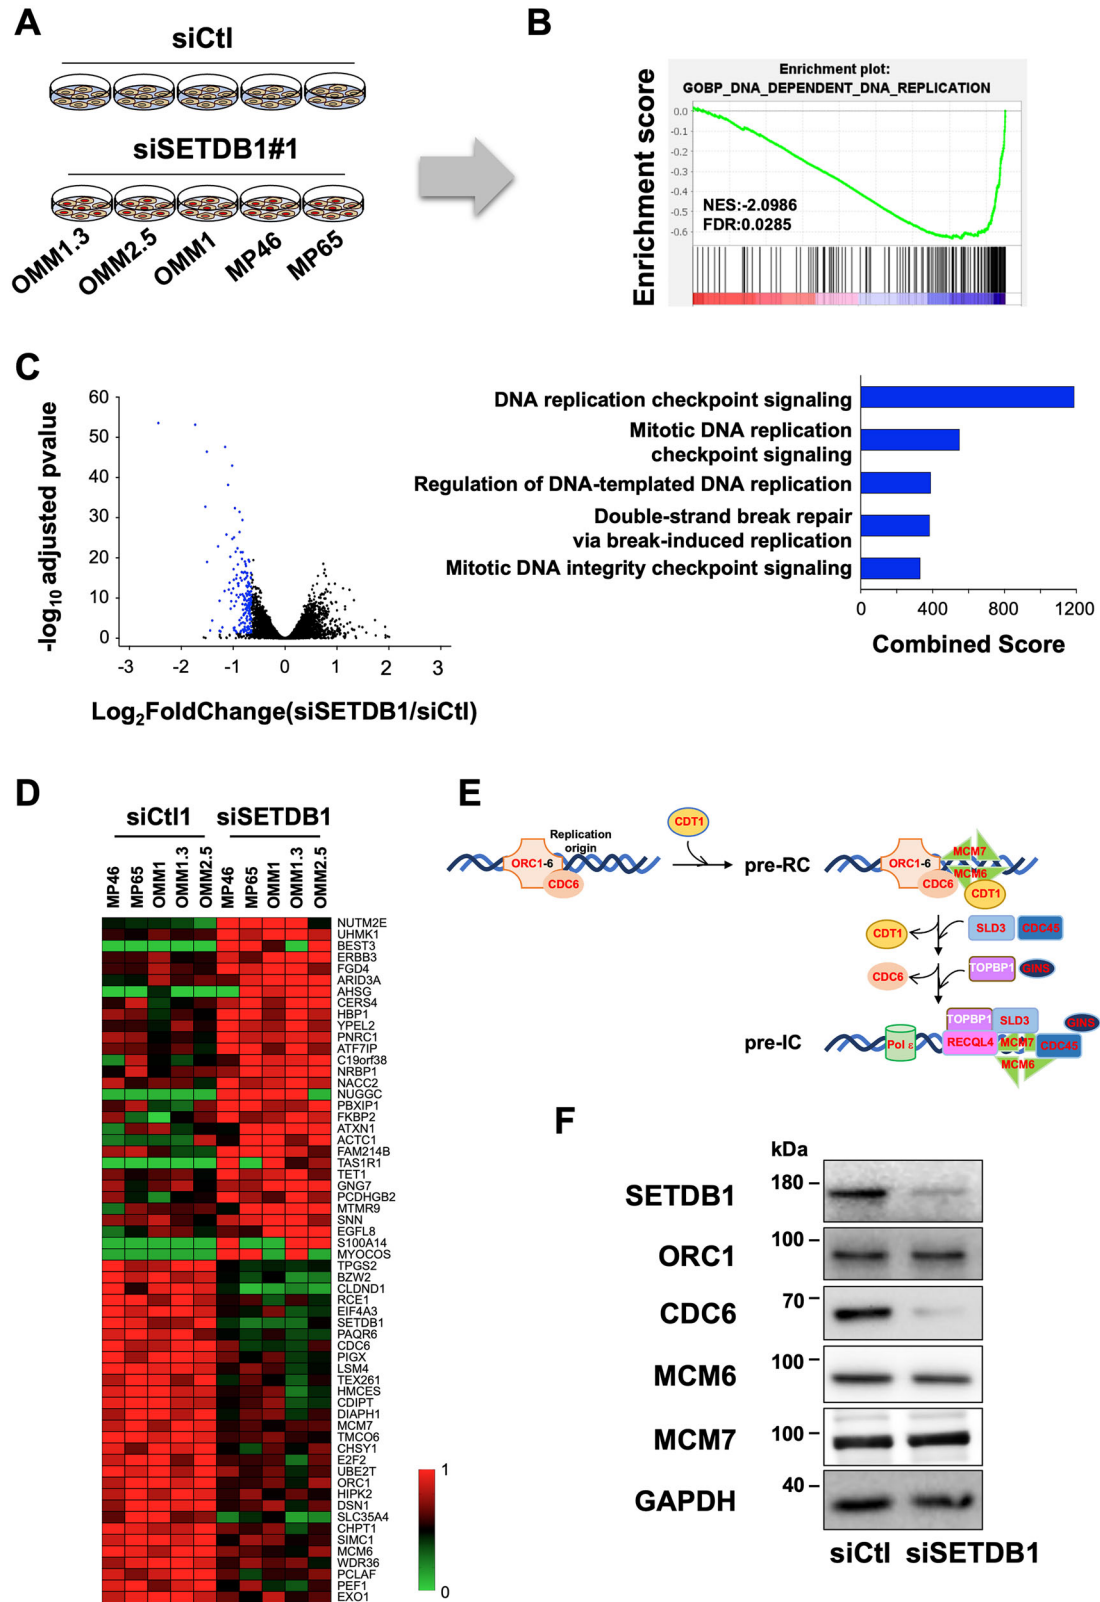 A
siCtl
siSETDB1#1
OMM1.3
OMM2.5
OMM1
MP46
MP65
B
Enrichment plot:
GOBP_DNA_DEPENDENT_DNA_REPLICATION
Enrichment score
0.0
-0.1
-0.2
-0.3
-0.4
-0.5
-0.6
NES:-2.0986
FDR:0.0285
C
-log10 adjusted pvalue
60
50
40
30
20
10
0
-3 -2 -1 0 1 2 3
Log2FoldChange(siSETDB1/siCtl)
DNA replication checkpoint signaling
Mitotic DNA replication
checkpoint signaling
Regulation of DNA-templated DNA replication
Double-strand break repair
via break-induced replication
Mitotic DNA integrity checkpoint signaling
0 400 800 1200
Combined Score
D
siCtl1 siSETDB1
MP46 MP65 OMM1 OMM1.3 OMM2.5 MP46 MP65 OMM1 OMM1.3 OMM2.5
NUTM2E
UHMK1
BEST3
ERBB3
FGD4
ARID3A
AHSG
CERS4
HBP1
YPEL2
PNRC1
ATF7IP
C19orf38
NRBP1
NACC2
NUGGC
PBXIP1
FKBP2
ATXN1
ACTC1
FAM214B
TAS1R1
TET1
GNG7
PCDHGB2
MTMR9
SNN
EGFL8
S100A14
MYOCOS
TPGS2
BZW2
CLDND1
RCE1
EIF4A3
SETDB1
PAQR6
CDC6
PIGX
LSM4
TEX261
HMCES
CDIPT
DIAPH1
MCM7
TMCO6
CHSY1
E2F2
UBE2T
ORC1
HIPK2
DSN1
SLC35A4
CHPT1
SIMC1
MCM6
WDR36
PCLAF
PEF1
EXO1
1
0
E
Replication
origin
ORC1-6
CDC6
CDT1
pre-RC
ORC1-6
MCM7
MCM6
CDC6
CDT1
CDT1
SLD3
CDC45
CDC6
TOPBP1
GINS
pre-IC
Pol ε
TOPBP1
SLD3
GINS
RECQL4
MCM7
CDC45
MCM6
F
kDa
SETDB1
180
ORC1
100
CDC6
70
MCM6
100
MCM7
100
GAPDH
40
siCtl siSETDB1